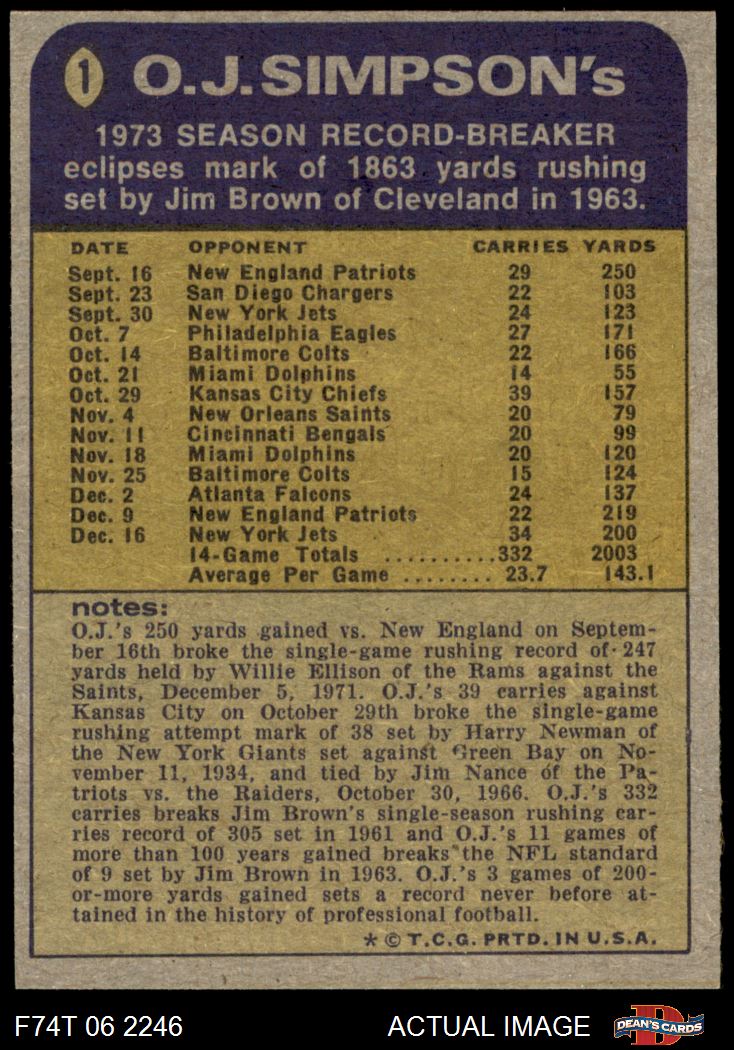 1 O.J. SIMPSON's
1973 SEASON RECORD-BREAKER
eclipses mark of 1863 yards rushing
set by Jim Brown of Cleveland in 1963.
DATE OPPONENT CARRIES YARDS
Sept. 16 New England Patriots 29 250
Sept. 23 San Diego Chargers 22 103
Sept. 30 New York Jets 24 123
Oct. 7 Philadelphia Eagles 27 171
Oct. 14 Baltimore Colts 22 166
Oct. 21 Miami Dolphins 14 55
Oct. 29 Kansas City Chiefs 39 157
Nov. 4 New Orleans Saints 20 79
Nov. 11 Cincinnati Bengals 20 99
Nov. 18 Miami Dolphins 20 120
Nov. 25 Baltimore Colts 15 124
Dec. 2 Atlanta Falcons 24 137
Dec. 9 New England Patriots 22 219
Dec. 16 New York Jets 34 200
14-Game Totals ..........332 2003
Average Per Game ........ 23.7 143.1
notes:
O.J.'s 250 yards gained vs. New England on Septem-
ber 16th broke the single-game rushing record of 247
yards held by Willie Ellison of the Rams against the
Saints, December 5, 1971. O.J.'s 39 carries against
Kansas City on October 29th broke the single-game
rushing attempt mark of 38 set by Harry Newman of
the New York Giants set against Green Bay on No-
vember 11, 1934, and tied by Jim Nance of the Pa-
triots vs. the Raiders, October 30, 1966. O.J.'s 332
carries breaks Jim Brown's single-season rushing car-
ries record of 305 set in 1961 and O.J.'s 11 games of
more than 100 years gained breaks the NFL standard
of 9 set by Jim Brown in 1963. O.J.'s 3 games of 200-
or-more yards gained sets a record never before at-
tained in the history of professional football.
* © T.C.G. PRTD. IN U.S.A.
F74T 06 2246 ACTUAL IMAGE D DEAN'S CARDS